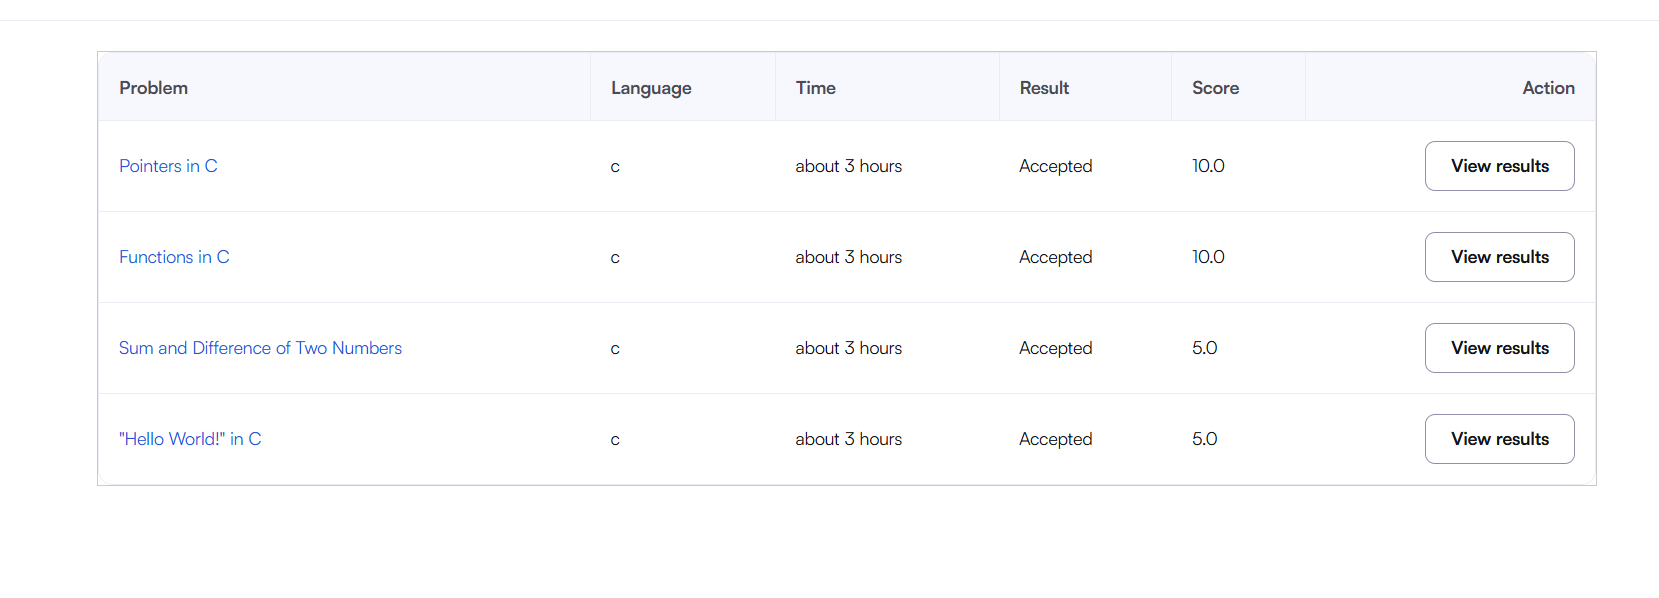 Problem Language Time Result Score Action
Pointers in C c about 3 hours Accepted 10.0 View results
Functions in C c about 3 hours Accepted 10.0 View results
Sum and Difference of Two Numbers c about 3 hours Accepted 5.0 View results
"Hello World!" in C c about 3 hours Accepted 5.0 View results